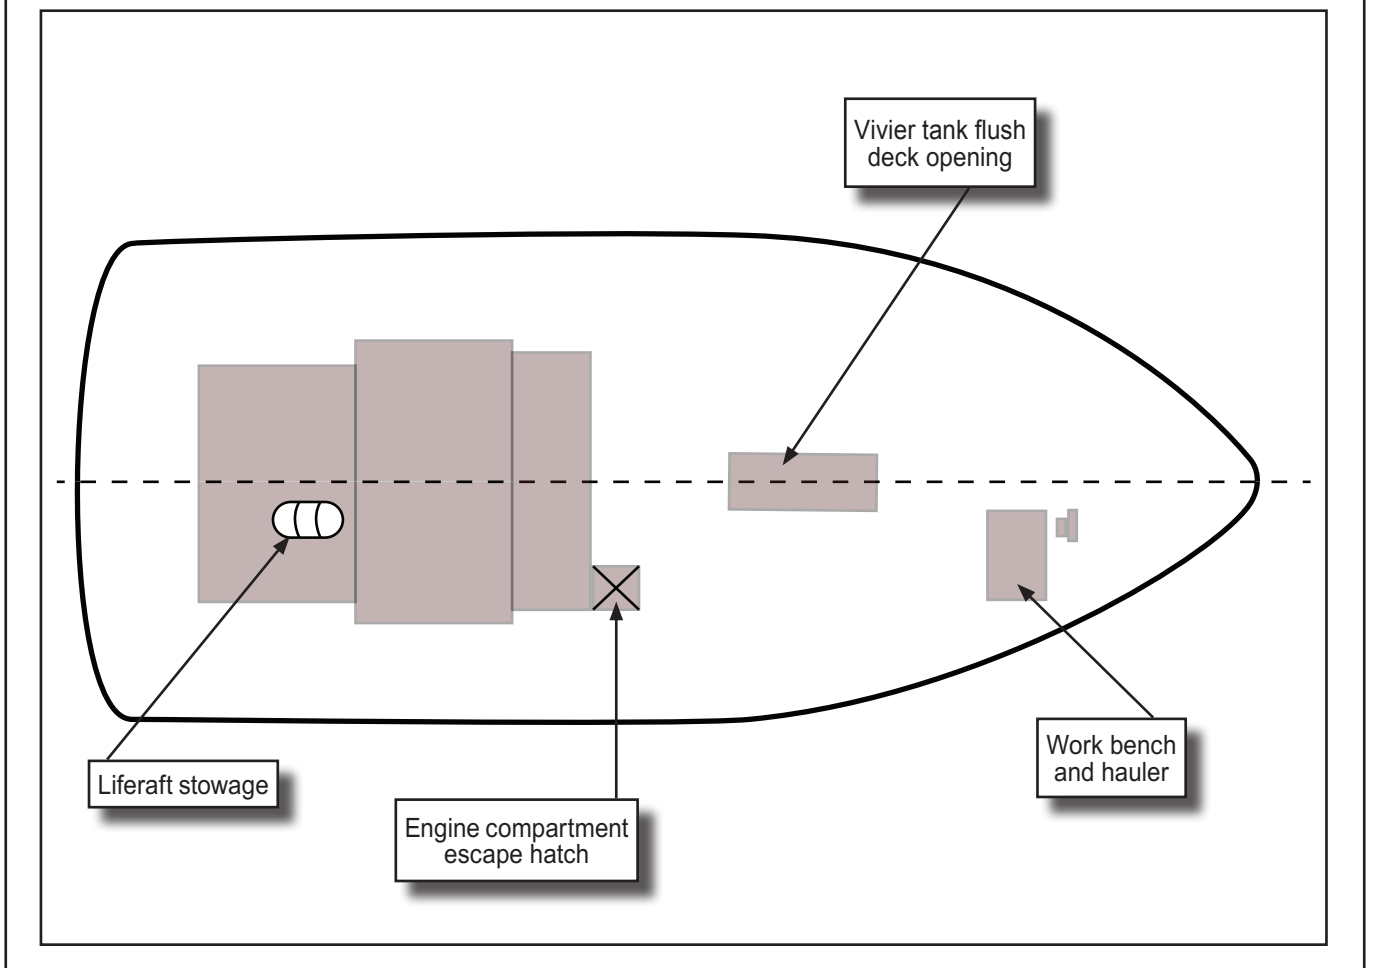 Vivier tank flush
deck opening
Work bench
and hauler
Liferaft stowage
Engine compartment
escape hatch